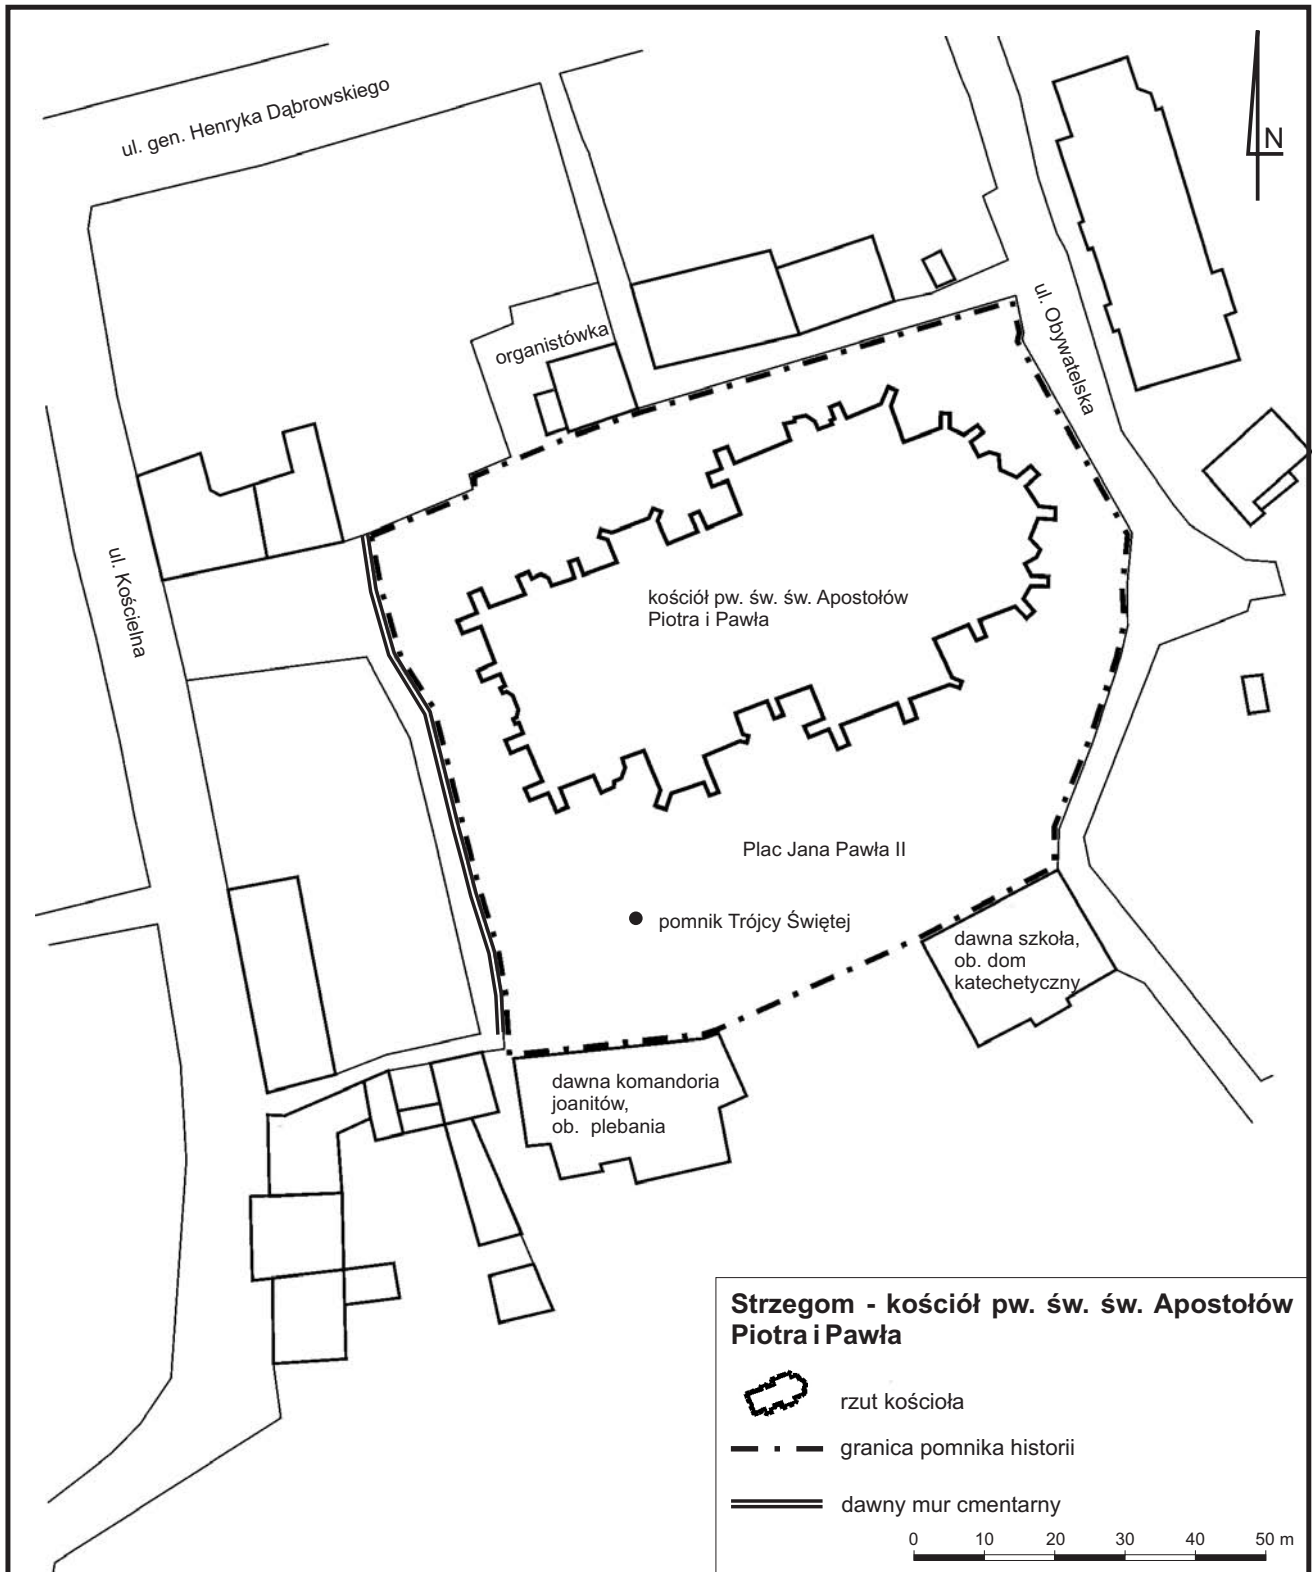 ul. gen. Henryka Dąbrowskiego
N
ul. Obywatelska
organistówka
ul. Kościelna
kościół pw. św. św. Apostołów
Piotra i Pawła
Plac Jana Pawła II
pomnik Trójcy Świętej
dawna szkoła,
ob. dom
katechetyczny
dawna komandoria
joanitów,
ob. plebania
Strzegom - kościół pw. św. św. Apostołów
Piotra i Pawła
rzut kościoła
granica pomnika historii
dawny mur cmentarny
0 10 20 30 40 50 m